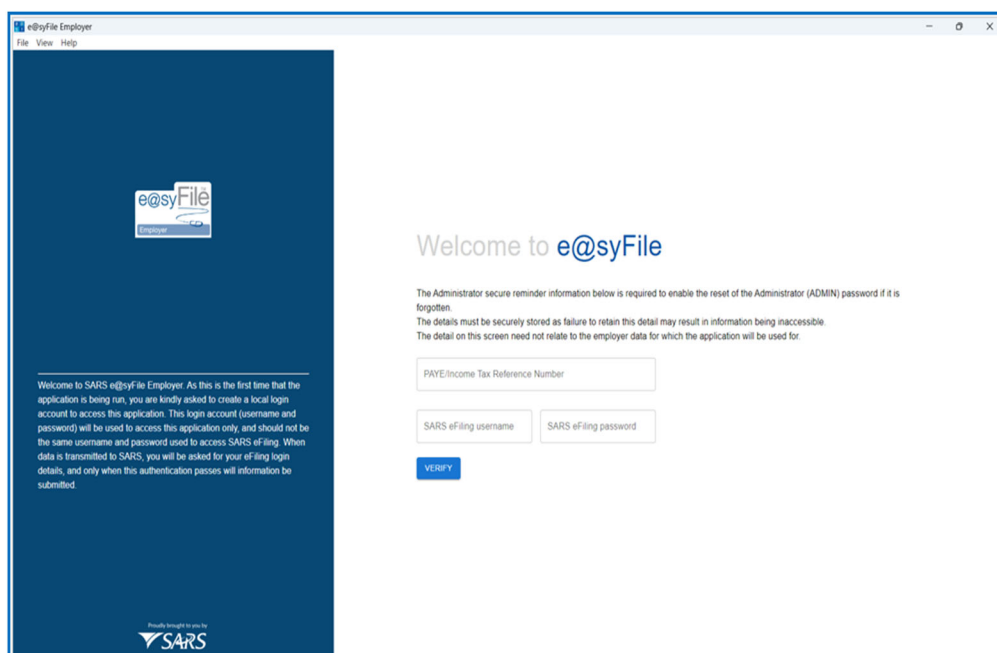 e@syFile Employer
File View Help
e@syFile
Employer
Welcome to SARS e@syFile Employer. As this is the first time that the
application is being run, you are kindly asked to create a local login
account to access this application. This login account (username and
password) will be used to access this application only, and should not be
the same username and password used to access SARS eFiling. When
data is transmitted to SARS, you will be asked for your eFiling login
details, and only when this authentication passes will information be
submitted.
Proudly brought to you by
SARS
Welcome to e@syFile
The Administrator secure reminder information below is required to enable the reset of the Administrator (ADMIN) password if it is
forgotten.
The details must be securely stored as failure to retain this detail may result in information being inaccessible.
The detail on this screen need not relate to the employer data for which the application will be used for.
PAYE/Income Tax Reference Number
SARS eFiling username SARS eFiling password
VERIFY